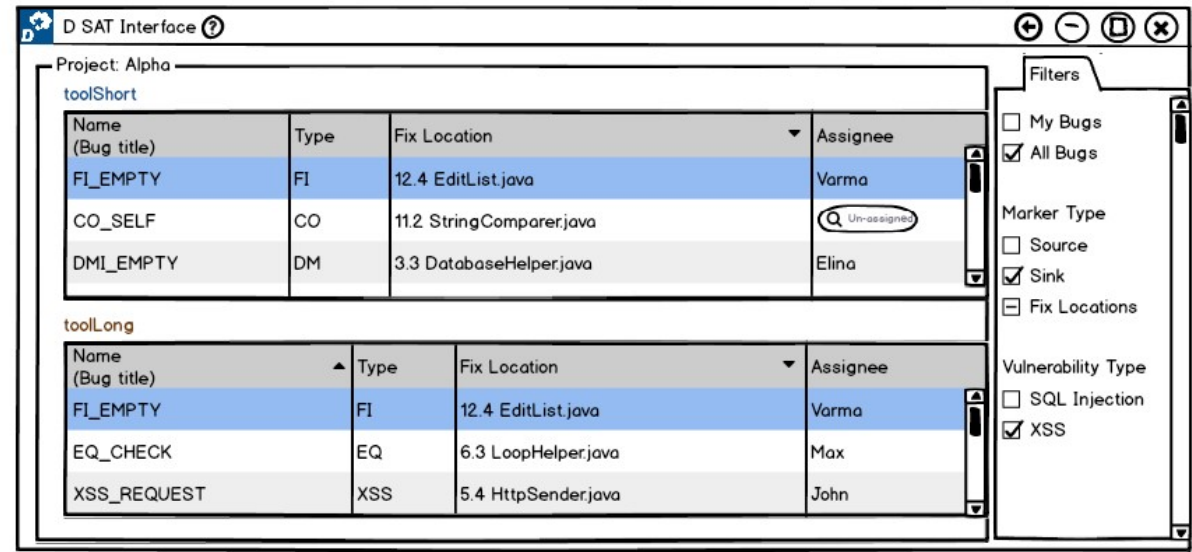 D SAT Interface ?
D
Project: Alpha
toolShort
Name
(Bug title)
Type
Fix Location
Assignee
FI_EMPTY
FI
12.4 EditList.java
Varma
CO_SELF
CO
11.2 StringComparer.java
Un-assigned
DMI_EMPTY
DM
3.3 DatabaseHelper.java
Elina
toolLong
Name
(Bug title)
Type
Fix Location
Assignee
FI_EMPTY
FI
12.4 EditList.java
Varma
EQ_CHECK
EQ
6.3 LoopHelper.java
Max
XSS_REQUEST
XSS
5.4 HttpSender.java
John
Filters
My Bugs
All Bugs
Marker Type
Source
Sink
Fix Locations
Vulnerability Type
SQL Injection
XSS